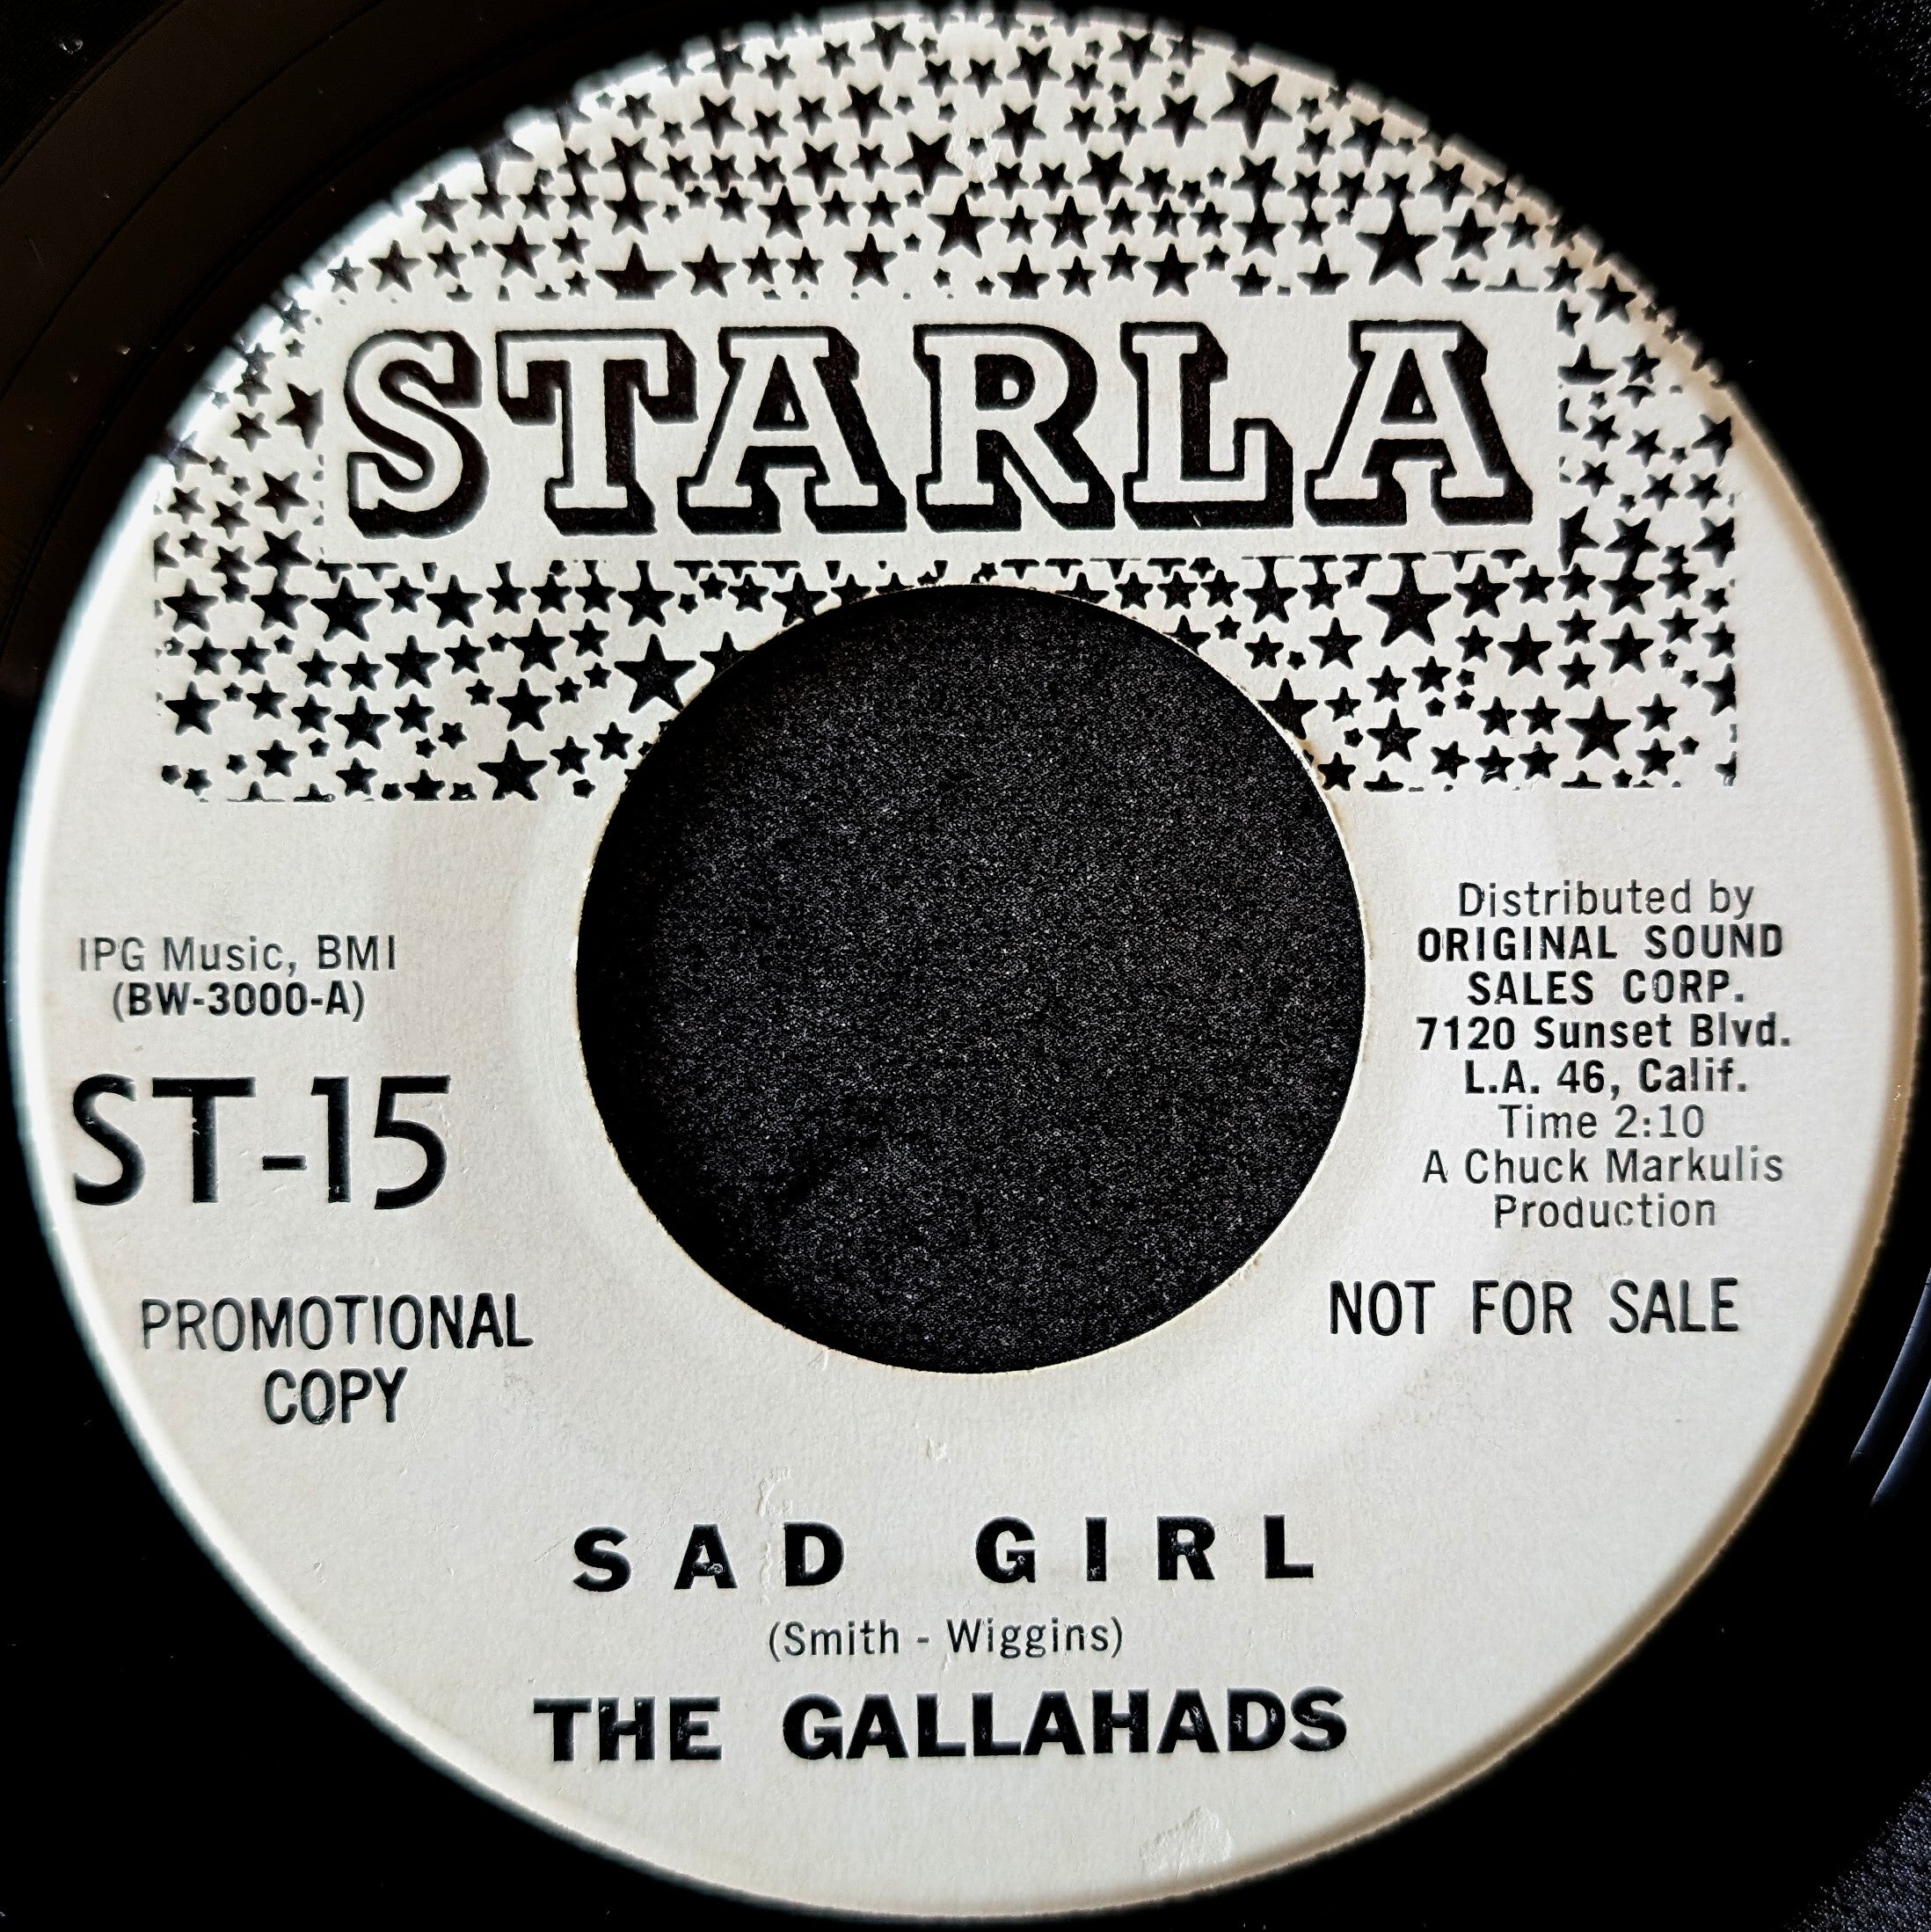 STARLA
IPG Music, BMI
(BW-3000-A)
ST-15
PROMOTIONAL
COPY
Distributed by
ORIGINAL SOUND
SALES CORP.
7120 Sunset Blvd.
L.A. 46, Calif.
Time 2:10
A Chuck Markulis
Production
NOT FOR SALE
SAD GIRL
(Smith - Wiggins)
THE GALLAHADS